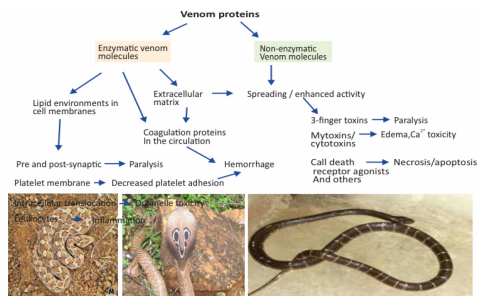 Venom proteins
Enzymatic venom
molecules
Non-enzymatic
Venom molecules
Lipid environments in
cell membranes
Extracellular
matrix
Spreading / enhanced activity
3-finger toxins
Paralysis
Coagulation proteins
In the circulation
Mytoxins/
cytotoxins
Edema,Ca²⁺ toxicity
Pre and post-synaptic
Paralysis
Hemorrhage
Call death
receptor agonists
And others
Necrosis/apoptosis
Platelet membrane
Decreased platelet adhesion
Intracellular translocation
Organelle toxicity
Leukocytes
Inflammation
A